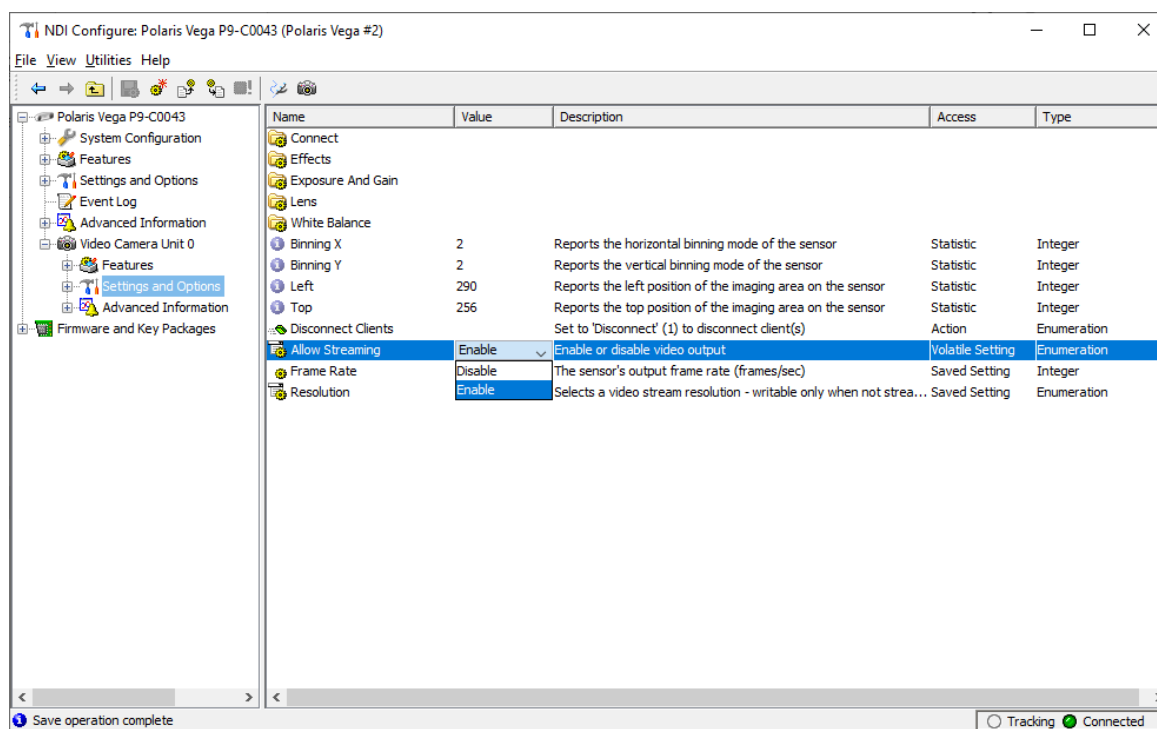 NDI Configure: Polaris Vega P9-C0043 (Polaris Vega #2)
File View Utilities Help
Polaris Vega P9-C0043
System Configuration
Features
Settings and Options
Event Log
Advanced Information
Video Camera Unit 0
Features
Settings and Options
Advanced Information
Firmware and Key Packages
Name Value Description Access Type
Connect
Effects
Exposure And Gain
Lens
White Balance
Binning X 2 Reports the horizontal binning mode of the sensor Statistic Integer
Binning Y 2 Reports the vertical binning mode of the sensor Statistic Integer
Left 290 Reports the left position of the imaging area on the sensor Statistic Integer
Top 256 Reports the top position of the imaging area on the sensor Statistic Integer
Disconnect Clients Set to 'Disconnect' (1) to disconnect client(s) Action Enumeration
Allow Streaming Enable Enable or disable video output Volatile Setting Enumeration
Frame Rate Disable The sensor's output frame rate (frames/sec) Saved Setting Integer
Resolution Enable Selects a video stream resolution - writable only when not strea... Saved Setting Enumeration
Save operation complete
Tracking Connected